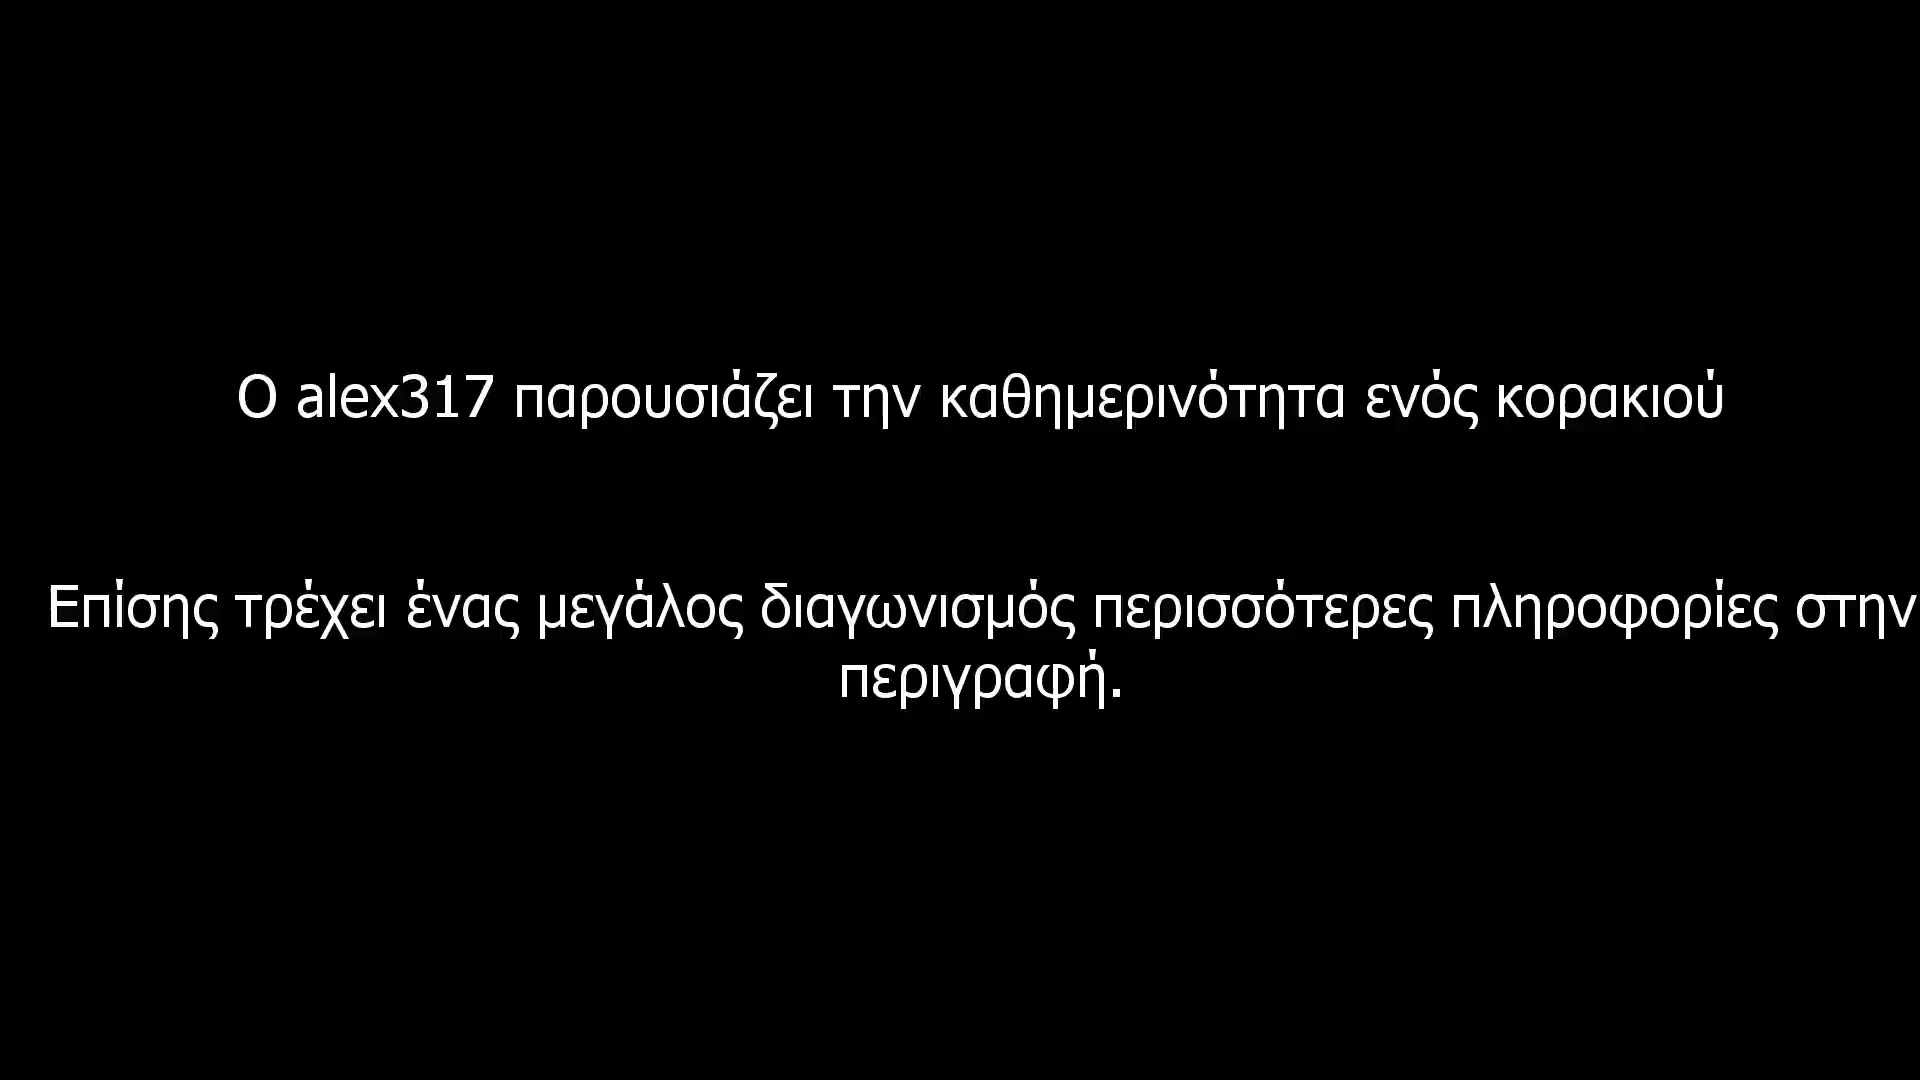 Ο alex317 παρουσιάζει την καθημερινότητα ενός κορακιού
Επίσης τρέχει ένας μεγάλος διαγωνισμός περισσότερες πληροφορίες στην
περιγραφή.